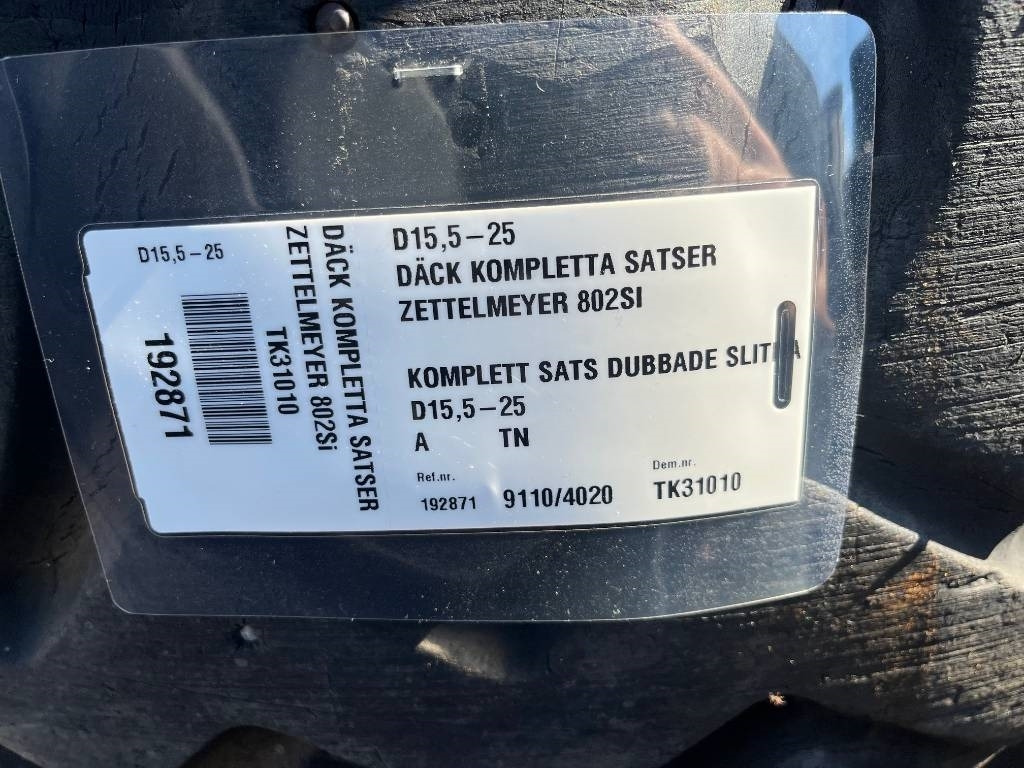 D15,5-25
192871
TK31010
ZETTELMEYER 802Si
DÄCK KOMPLETTA SATSER
D15,5-25
DÄCK KOMPLETTA SATSER
ZETTELMEYER 802SI
KOMPLETT SATS DUBBADE
D15,5-25
A TN
Ref.nr. Dem.nr.
192871 9110/4020 TK31010